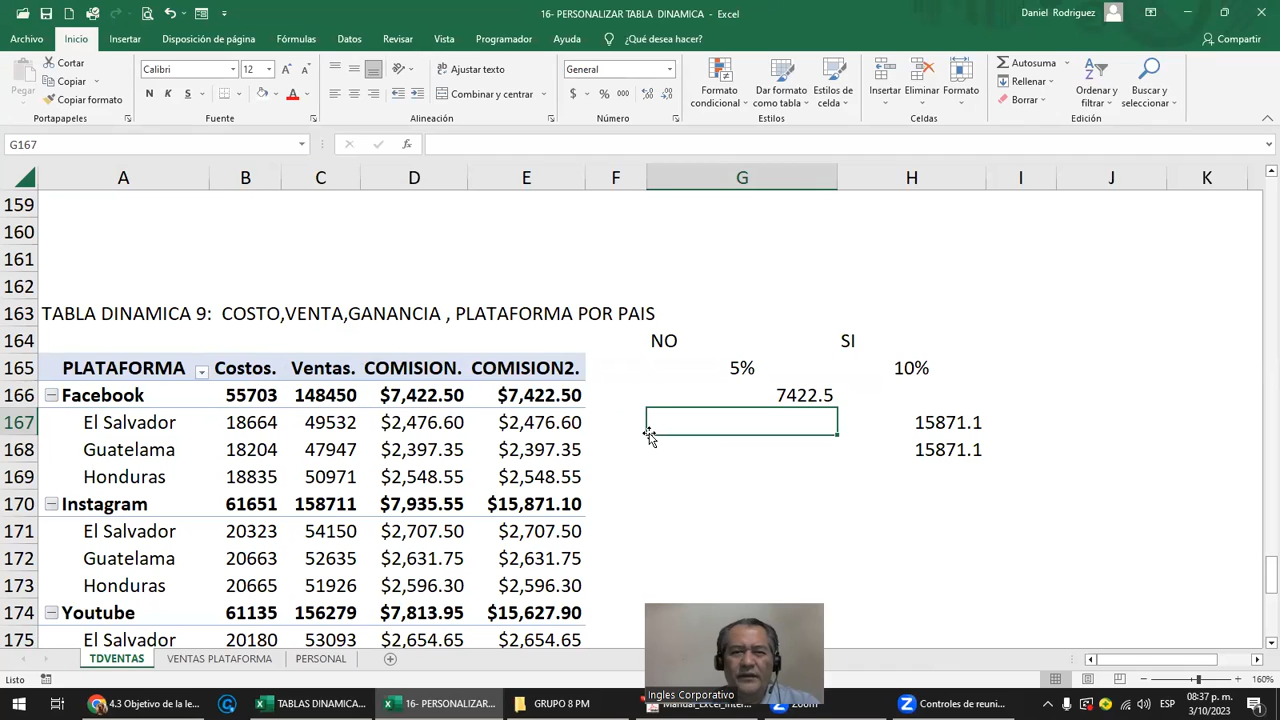 16- PERSONALIZAR TABLA DINAMICA - Excel
Daniel Rodriguez
Archivo Inicio Insertar Disposición de página Fórmulas Datos Revisar Vista Programador Ayuda ¿Qué desea hacer? Compartir
Pegar
Cortar
Copiar
Copiar formato
Portapapeles
Calibri 12
N K S
Fuente
Ajustar texto
Combinar y centrar
Alineación
General
$ % 000
Número
Formato condicional
Dar formato como tabla
Estilos de celda
Estilos
Insertar Eliminar Formato
Celdas
Autosuma
Rellenar
Borrar
Ordenar y filtrar
Buscar y seleccionar
Edición
G167 fx
A B C D E F G H I J K
159
160
161
162
163 TABLA DINAMICA 9: COSTO,VENTA,GANANCIA , PLATAFORMA POR PAIS
164 NO SI
165 PLATAFORMA Costos. Ventas. COMISION. COMISION2. 5% 10%
166 Facebook 55703 148450 $7,422.50 $7,422.50 7422.5
167 El Salvador 18664 49532 $2,476.60 $2,476.60 15871.1
168 Guatelama 18204 47947 $2,397.35 $2,397.35 15871.1
169 Honduras 18835 50971 $2,548.55 $2,548.55
170 Instagram 61651 158711 $7,935.55 $15,871.10
171 El Salvador 20323 54150 $2,707.50 $2,707.50
172 Guatelama 20663 52635 $2,631.75 $2,631.75
173 Honduras 20665 51926 $2,596.30 $2,596.30
174 Youtube 61135 156279 $7,813.95 $15,627.90
175 El Salvador 20180 53093 $2,654.65 $2,654.65
Ingles Corporativo
TDVENTAS VENTAS PLATAFORMA PERSONAL
Listo 160%
4.3 Objetivo de la le... TABLAS DINAMICA... 16- PERSONALIZAR... GRUPO 8 PM Manual_Excel_Inter... Zoom Controles de reuni... ESP 08:37 p. m.
3/10/2023